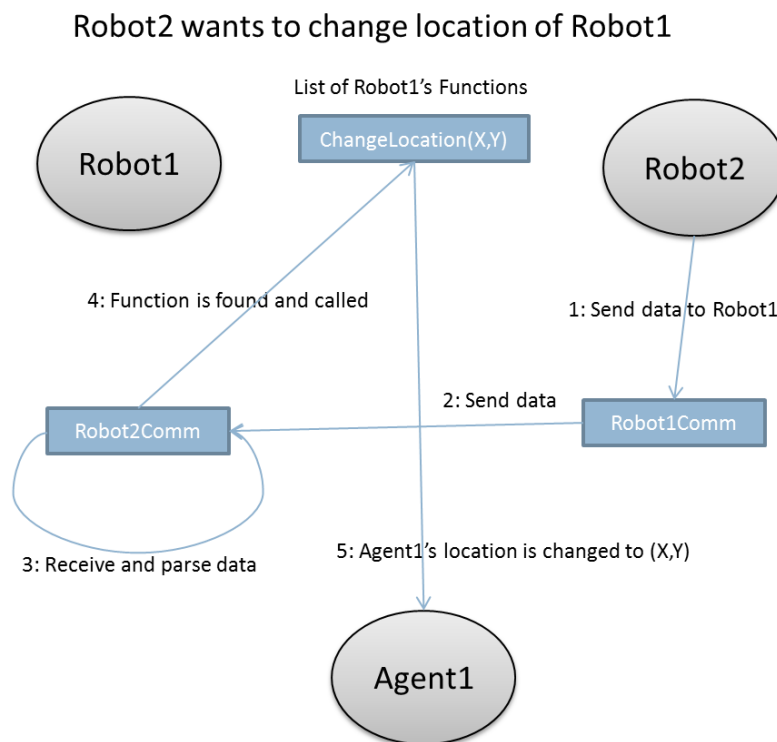 Robot2 wants to change location of Robot1
List of Robot1's Functions
ChangeLocation(X,Y)
Robot1
Robot2
4: Function is found and called
1: Send data to Robot1
2: Send data
Robot2Comm
Robot1Comm
3: Receive and parse data
5: Agent1's location is changed to (X,Y)
Agent1